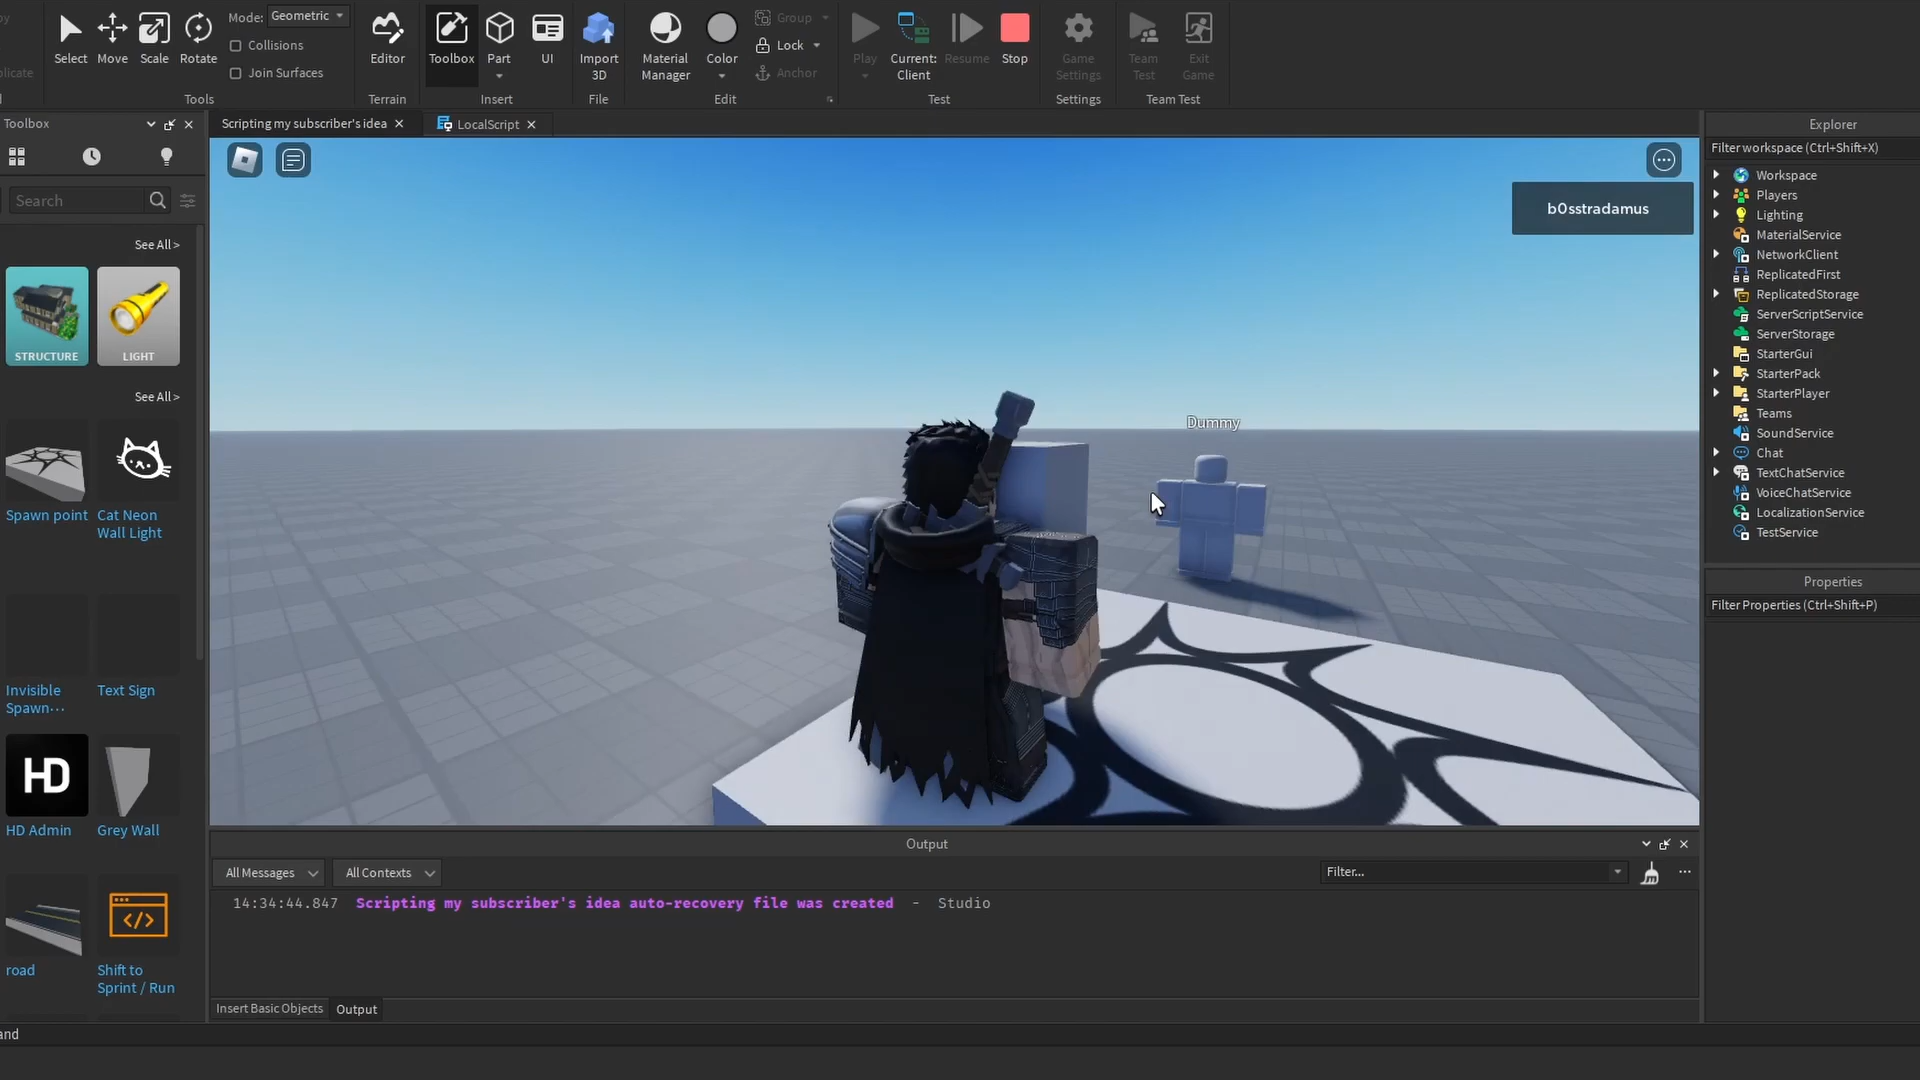 Mode: Geometric
Collisions
Join Surfaces
Select Move Scale Rotate
Tools
Editor
Terrain
Toolbox Part UI
Insert
Import
3D
File
Material
Manager
Color
Group
Lock
Anchor
Edit
Play
Current:
Client
Resume
Stop
Test
Game
Settings
Settings
Team
Test
Exit
Game
Team Test
Toolbox
Search
See All >
STRUCTURE
LIGHT
See All >
Spawn point
Cat Neon
Wall Light
Invisible
Spawn...
Text Sign
HD
HD Admin
Grey Wall
road
Shift to
Sprint / Run
Scripting my subscriber's idea
LocalScript
b0sstradamus
Dummy
Output
All Messages
All Contexts
Filter...
14:34:44.847 Scripting my subscriber's idea auto-recovery file was created - Studio
Insert Basic Objects
Output
Explorer
Filter workspace (Ctrl+Shift+X)
Workspace
Players
Lighting
MaterialService
NetworkClient
ReplicatedFirst
ReplicatedStorage
ServerScriptService
ServerStorage
StarterGui
StarterPack
StarterPlayer
Teams
SoundService
Chat
TextChatService
VoiceChatService
LocalizationService
TestService
Properties
Filter Properties (Ctrl+Shift+P)